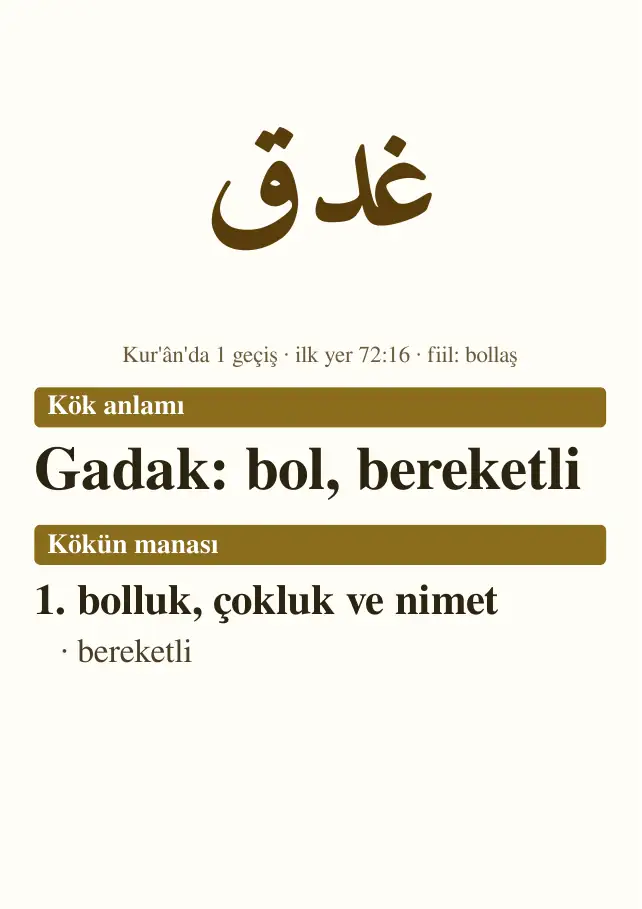 غدق
Kur'ân'da 1 geçiş · ilk yer 72:16 · fiil: bollaş
Kök anlamı
Gadak: bol, bereketli
Kökün manası
1. bolluk, çokluk ve nimet
· bereketli